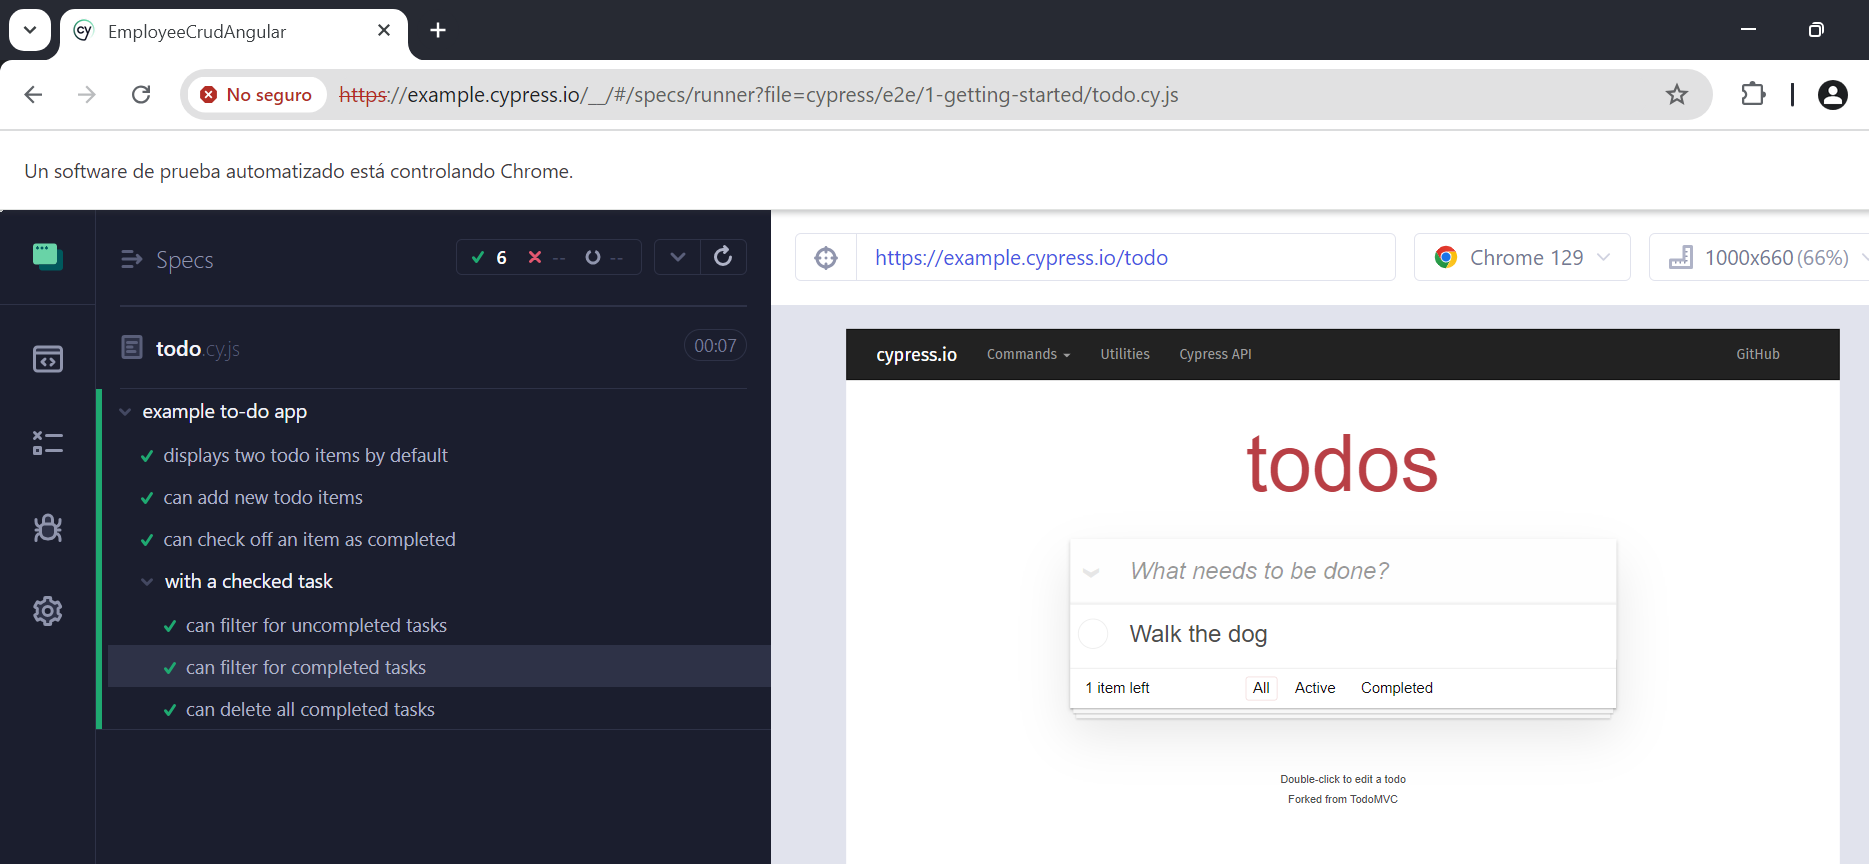 EmployeeCrudAngular
No seguro https://example.cypress.io/__/#/specs/runner?file=cypress/e2e/1-getting-started/todo.cy.js
Un software de prueba automatizado está controlando Chrome.
Specs 6 -- --
https://example.cypress.io/todo Chrome 129 1000x660 (66%)
todo.cy.js 00:07
example to-do app
displays two todo items by default
can add new todo items
can check off an item as completed
with a checked task
can filter for uncompleted tasks
can filter for completed tasks
can delete all completed tasks
cypress.io Commands Utilities Cypress API GitHub
todos
What needs to be done?
Walk the dog
1 item left All Active Completed
Double-click to edit a todo
Forked from TodoMVC